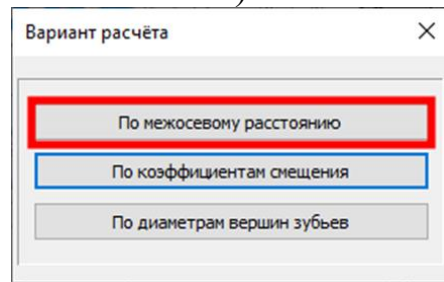 Вариант расчёта
По межосевому расстоянию
По коэффициентам смещения
По диаметрам вершин зубьев